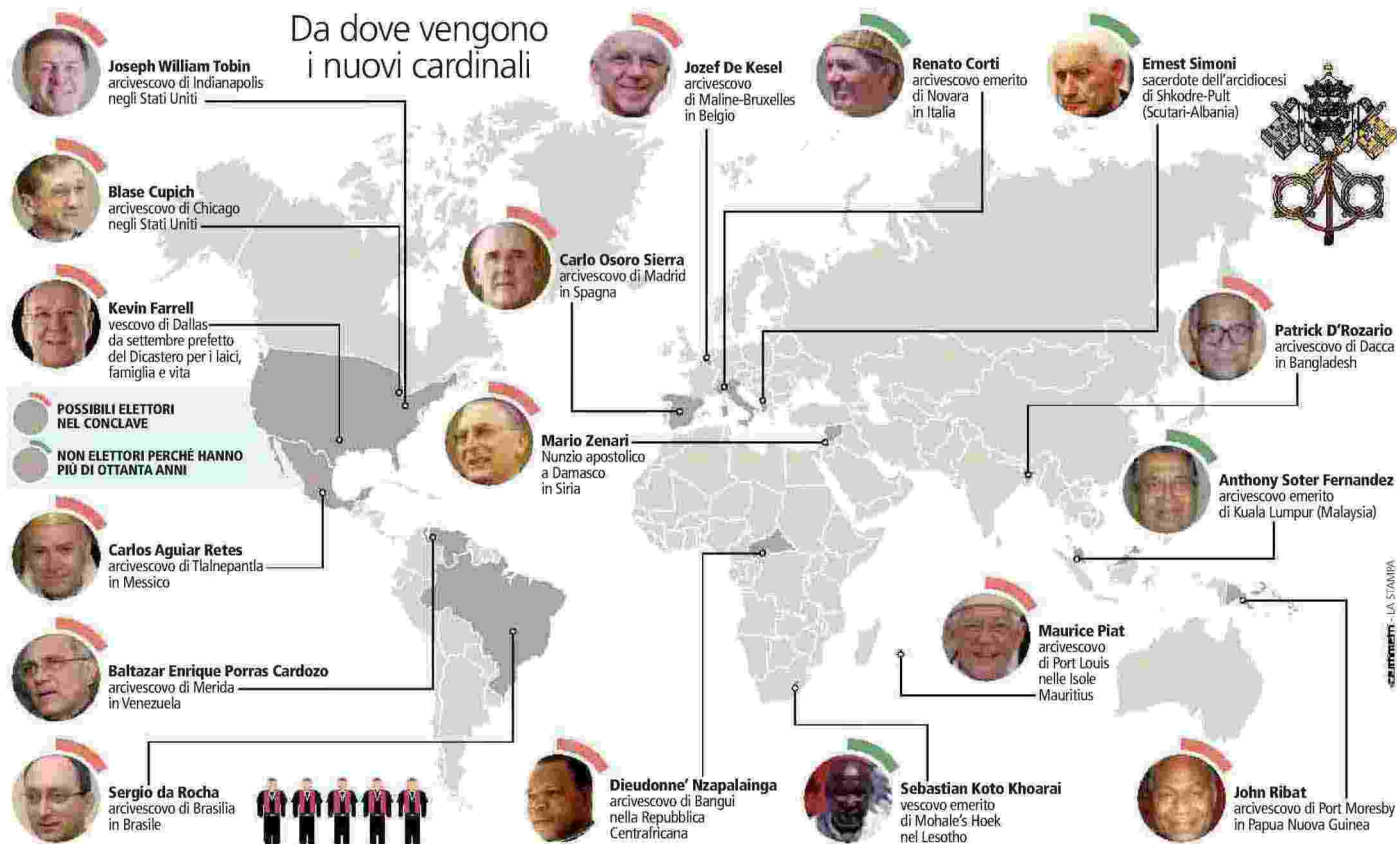 Da dove vengono
i nuovi cardinali
Joseph William Tobin
arcivescovo di Indianapolis
negli Stati Uniti
Blase Cupich
arcivescovo di Chicago
negli Stati Uniti
Kevin Farrell
vescovo di Dallas
da settembre prefetto
del Dicastero per i laici,
famiglia e vita
POSSIBILI ELETTORI
NEL CONCLAVE
NON ELETTORI PERCHÉ HANNO
PIÙ DI OTTANTA ANNI
Carlos Aguiar Retes
arcivescovo di Tlalnepantla
in Messico
Baltazar Enrique Porras Cardozo
arcivescovo di Merida
in Venezuela
Sergio da Rocha
arcivescovo di Brasilia
in Brasile
Jozef De Kesel
arcivescovo
di Maline-Bruxelles
in Belgio
Renato Corti
arcivescovo emerito
di Novara
in Italia
Ernest Simoni
sacerdote dell'arcidiocesi
di Shkodre-Pult
(Scutari-Albania)
Carlo Osoro Sierra
arcivescovo di Madrid
in Spagna
Mario Zenari
Nunzio apostolico
a Damasco
in Siria
Patrick D'Rozario
arcivescovo di Dacca
in Bangladesh
Anthony Soter Fernandez
arcivescovo emerito
di Kuala Lumpur (Malaysia)
Maurice Piat
arcivescovo
di Port Louis
nelle Isole
Mauritius
Dieudonne' Nzapalainga
arcivescovo di Bangui
nella Repubblica
Centrafricana
Sebastian Koto Khoarai
vescovo emerito
di Mohale's Hoek
nel Lesotho
John Ribat
arcivescovo di Port Moresby
in Papua Nuova Guinea
- LA STAMPA